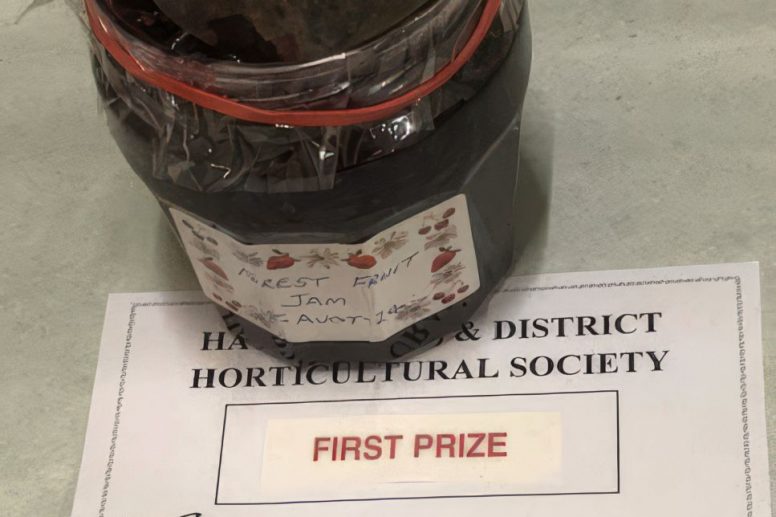 FOREST FRUIT
JAM
& DISTRICT
HORTICULTURAL SOCIETY
FIRST PRIZE